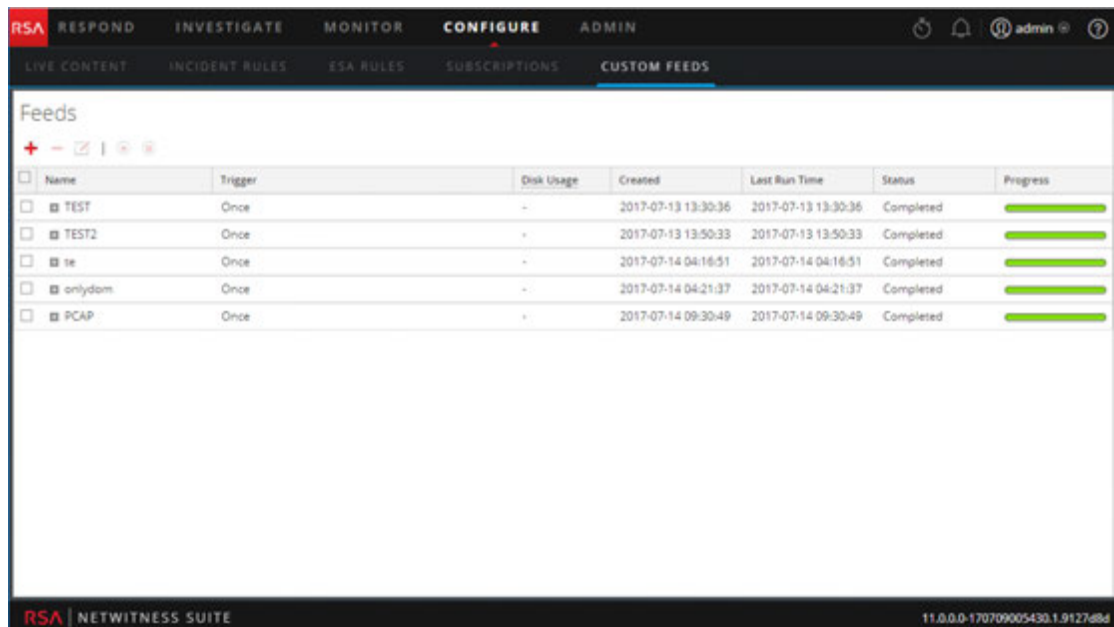 RSA RESPOND INVESTIGATE MONITOR CONFIGURE ADMIN admin
LIVE CONTENT INCIDENT RULES ESA RULES SUBSCRIPTIONS CUSTOM FEEDS
Feeds
Name Trigger Disk Usage Created Last Run Time Status Progress
TEST Once - 2017-07-13 13:30:36 2017-07-13 13:30:36 Completed
TEST2 Once - 2017-07-13 13:50:33 2017-07-13 13:50:33 Completed
te Once - 2017-07-14 04:16:51 2017-07-14 04:16:51 Completed
onlydom Once - 2017-07-14 04:21:37 2017-07-14 04:21:37 Completed
PCAP Once - 2017-07-14 09:30:49 2017-07-14 09:30:49 Completed
RSA NETWITNESS SUITE 11.0.0.0-170709005430.1.9127d8d